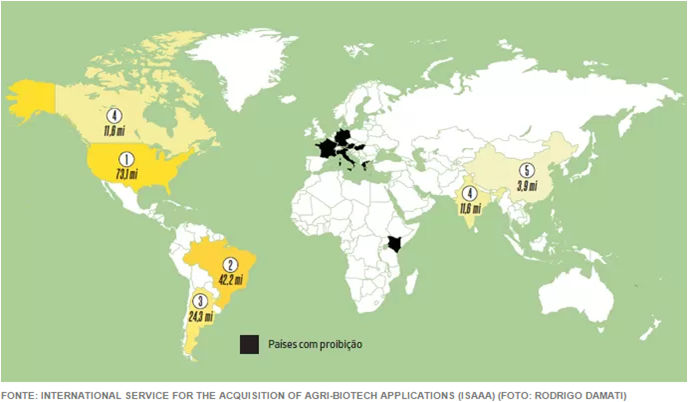 4
11,6 mi
1
73,1 mi
5
3,9 mi
4
11,6 mi
2
42,2 mi
3
24,3 mi
Países com proibição
FONTE: INTERNATIONAL SERVICE FOR THE ACQUISITION OF AGRI-BIOTECH APPLICATIONS (ISAAA) (FOTO: RODRIGO DAMATI)